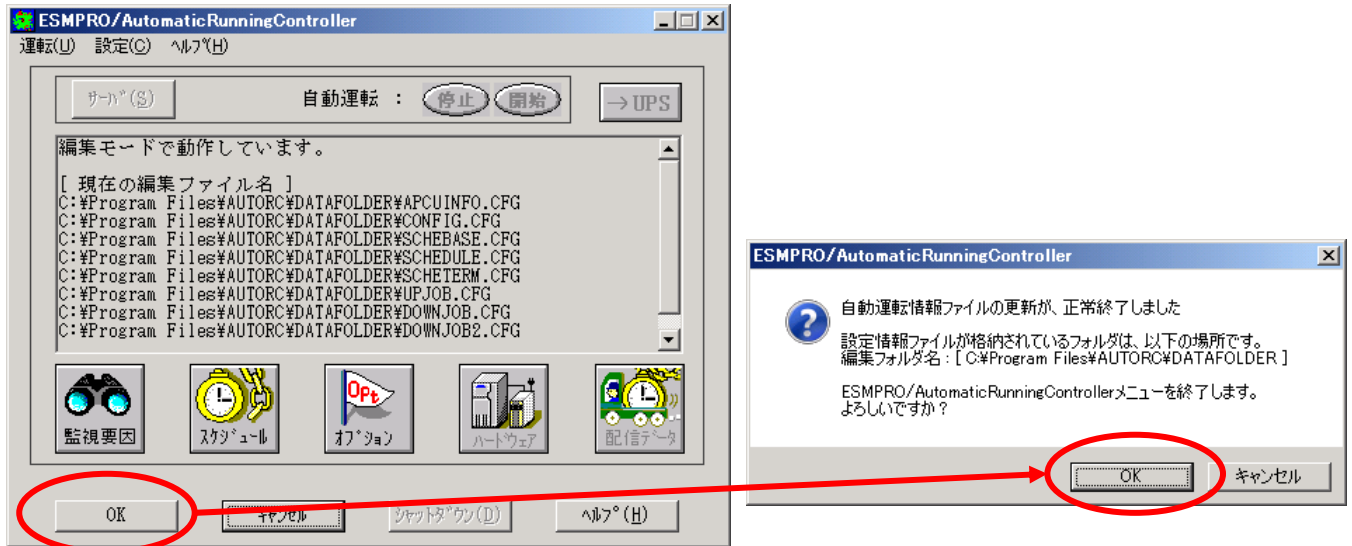 ESMPRO/AutomaticRunningController
運転(U) 設定(C) ヘルプ(H)
サーバ(S)
自動運転 : 停止 開始
→UPS
編集モードで動作しています。
[ 現在の編集ファイル名 ]
C:¥Program Files¥AUTORC¥DATAFOLDER¥APCUINFO.CFG
C:¥Program Files¥AUTORC¥DATAFOLDER¥CONFIG.CFG
C:¥Program Files¥AUTORC¥DATAFOLDER¥SCHEBASE.CFG
C:¥Program Files¥AUTORC¥DATAFOLDER¥SCHEDULE.CFG
C:¥Program Files¥AUTORC¥DATAFOLDER¥SCHETERM.CFG
C:¥Program Files¥AUTORC¥DATAFOLDER¥UPJOB.CFG
C:¥Program Files¥AUTORC¥DATAFOLDER¥DOWNJOB.CFG
C:¥Program Files¥AUTORC¥DATAFOLDER¥DOWNJOB2.CFG
OPt
監視要因 スケジュール オプション ハードウェア 配信データ
OK キャンセル シャットダウン(D) ヘルプ(H)
ESMPRO/AutomaticRunningController
自動運転情報ファイルの更新が、正常終了しました
設定情報ファイルが格納されているフォルダは、以下の場所です。
編集フォルダ名:[ C:¥Program Files¥AUTORC¥DATAFOLDER ]
ESMPRO/AutomaticRunningControllerメニューを終了します。
よろしいですか?
OK キャンセル